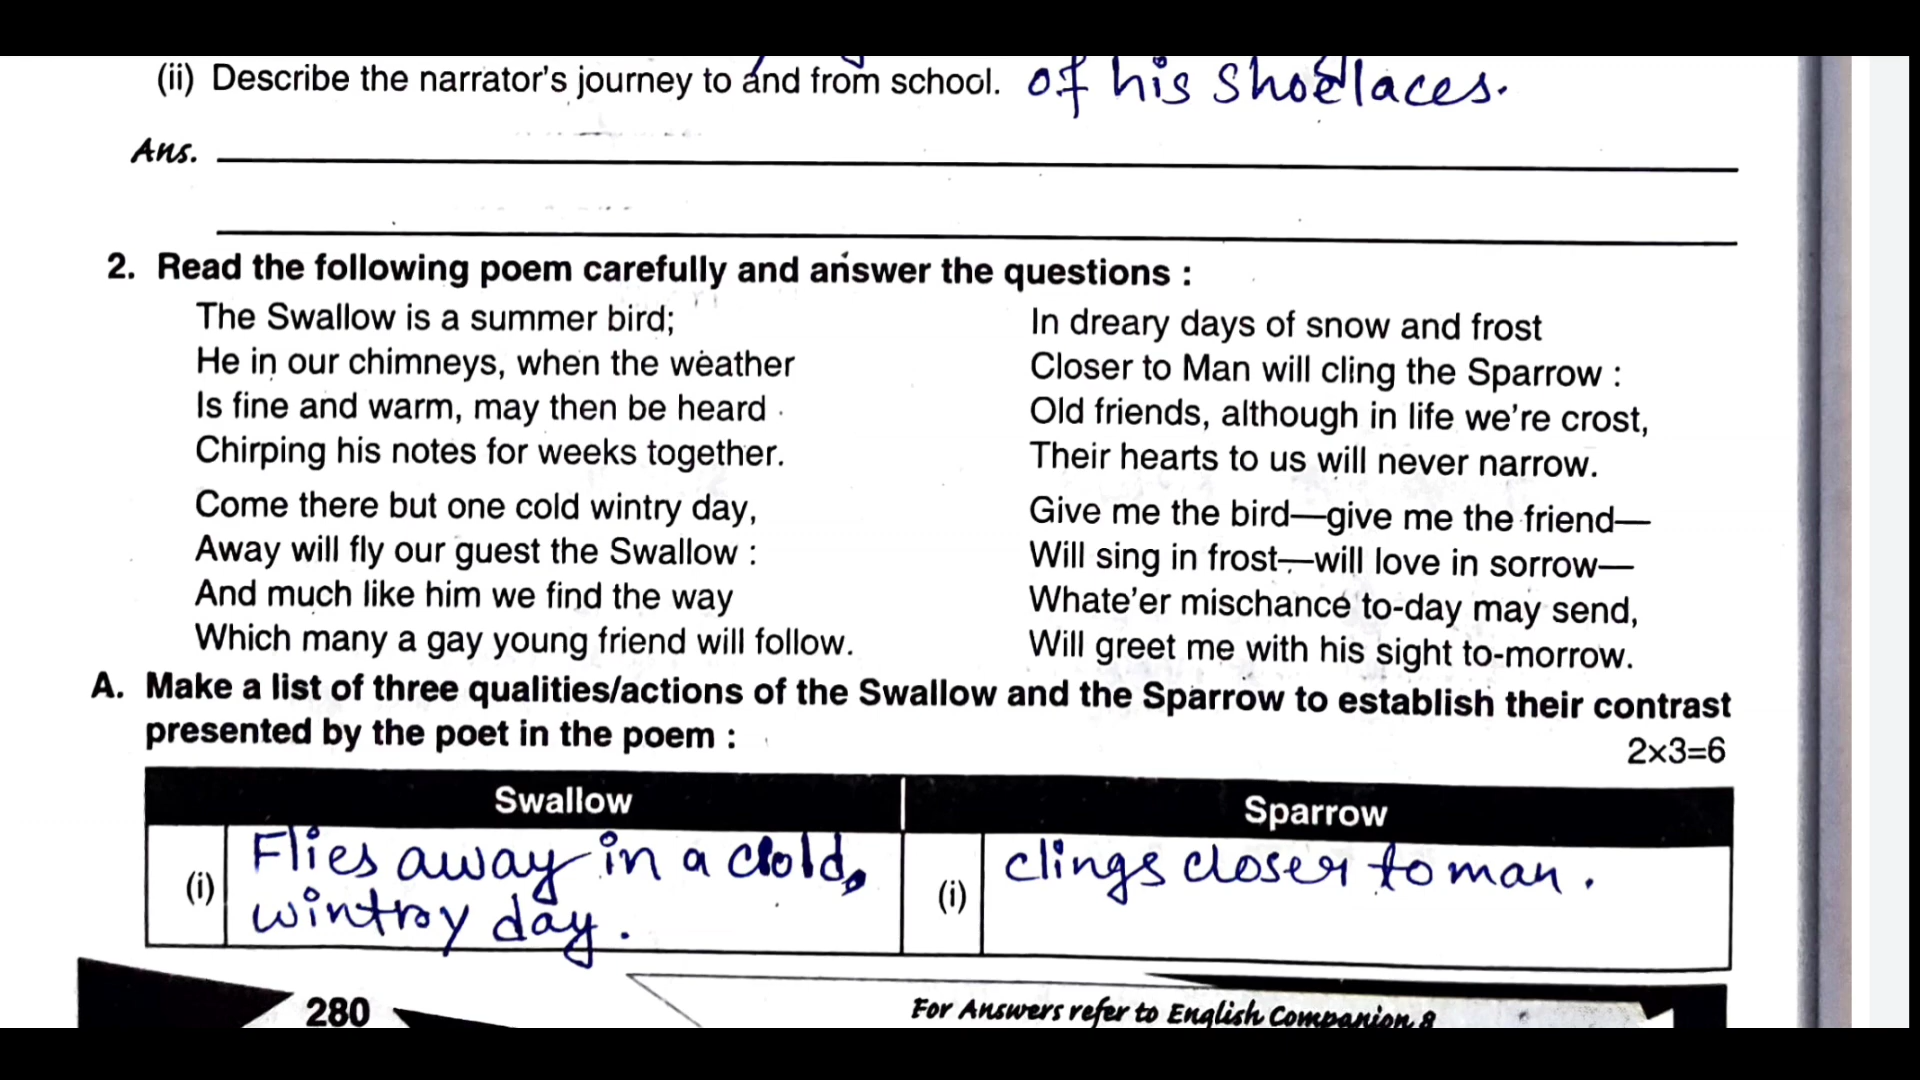 (ii) Describe the narrator's journey to and from school. of his shoelaces.
Ans.
2. Read the following poem carefully and answer the questions :
The Swallow is a summer bird;
He in our chimneys, when the weather
Is fine and warm, may then be heard
Chirping his notes for weeks together.
Come there but one cold wintry day,
Away will fly our guest the Swallow :
And much like him we find the way
Which many a gay young friend will follow.
In dreary days of snow and frost
Closer to Man will cling the Sparrow :
Old friends, although in life we're crost,
Their hearts to us will never narrow.
Give me the bird—give me the friend—
Will sing in frost—will love in sorrow—
Whate'er mischance to-day may send,
Will greet me with his sight to-morrow.
A. Make a list of three qualities/actions of the Swallow and the Sparrow to establish their contrast
presented by the poet in the poem :
2×3=6
Swallow
Sparrow
(i) Flies away in a cold,
wintry day.
(i) clings closer to man.
280
For Answers refer to English Companion 8